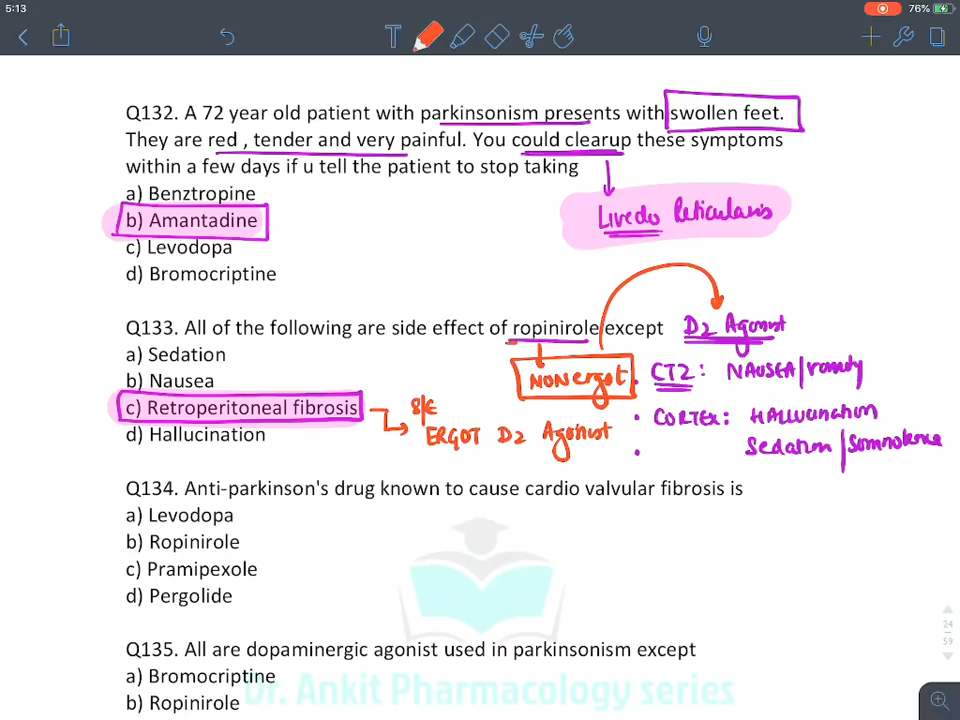 5:13
76%
T
Q132. A 72 year old patient with parkinsonism presents with swollen feet.
They are red , tender and very painful. You could clearup these symptoms
within a few days if u tell the patient to stop taking
a) Benztropine
b) Amantadine
c) Levodopa
d) Bromocriptine
Livedo Reticularis
Q133. All of the following are side effect of ropinirole except
a) Sedation
b) Nausea
c) Retroperitoneal fibrosis
d) Hallucination
D2 Agonist
NONergot
• CTZ: NAUSEA/vomity
• CORTEX: HALLUCINATION
• Sedation/Somnolence
S/E
ERGOT D2 Agonist
Q134. Anti-parkinson's drug known to cause cardio valvular fibrosis is
a) Levodopa
b) Ropinirole
c) Pramipexole
d) Pergolide
24
59
Q135. All are dopaminergic agonist used in parkinsonism except
a) Bromocriptine
b) Ropinirole
Dr. Ankit Pharmacology series